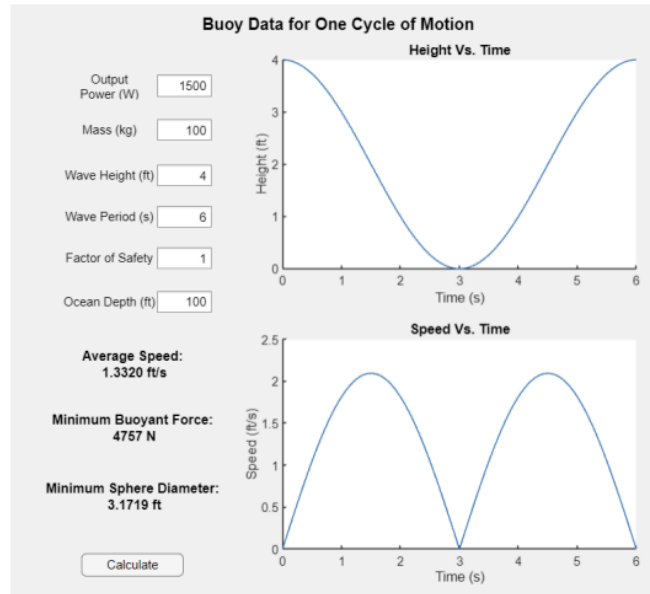 Buoy Data for One Cycle of Motion
Output
Power (W)
1500
Mass (kg)
100
Wave Height (ft)
4
Wave Period (s)
6
Factor of Safety
1
Ocean Depth (ft)
100
Average Speed:
1.3320 ft/s
Minimum Buoyant Force:
4757 N
Minimum Sphere Diameter:
3.1719 ft
Calculate
Height Vs. Time
Height (ft)
4
3
2
1
0
0 1 2 3 4 5 6
Time (s)
Speed Vs. Time
Speed (ft/s)
2.5
2
1.5
1
0.5
0
0 1 2 3 4 5 6
Time (s)